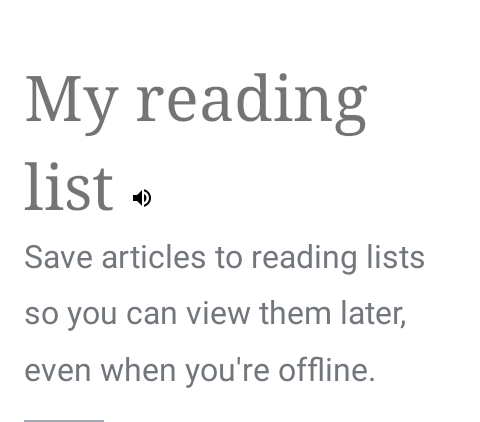 My reading
list
Save articles to reading lists
so you can view them later,
even when you're offline.